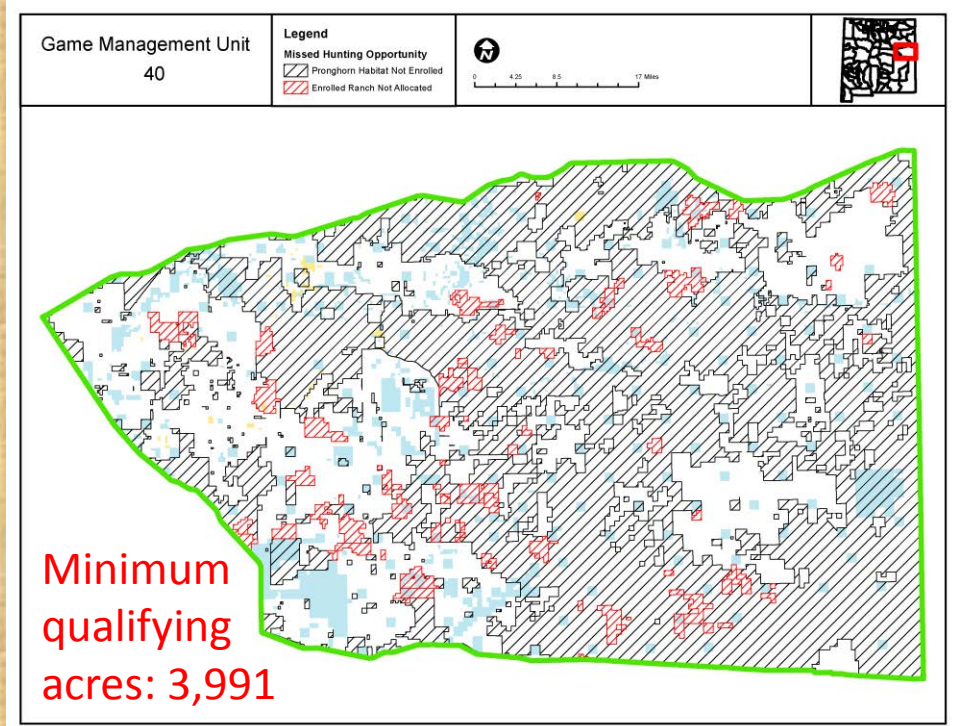 Game Management Unit
40
Legend
Missed Hunting Opportunity
Pronghorn Habitat Not Enrolled
Enrolled Ranch Not Allocated
N
0 4.25 8.5 17 Miles
Minimum
qualifying
acres: 3,991